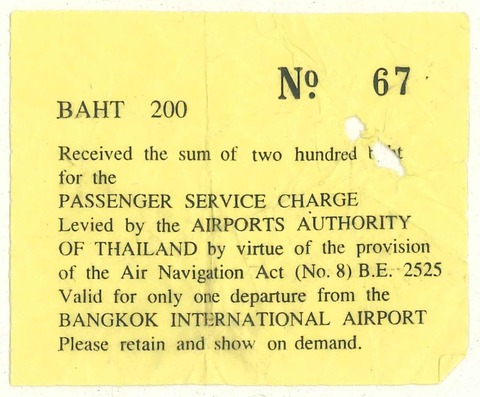 Nº 67
BAHT 200
Received the sum of two hundred
for the
PASSENGER SERVICE CHARGE
Levied by the AIRPORTS AUTHORITY
OF THAILAND by virtue of the provision
of the Air Navigation Act (No. 8) B.E. 2525
Valid for only one departure from the
BANGKOK INTERNATIONAL AIRPORT
Please retain and show on demand.